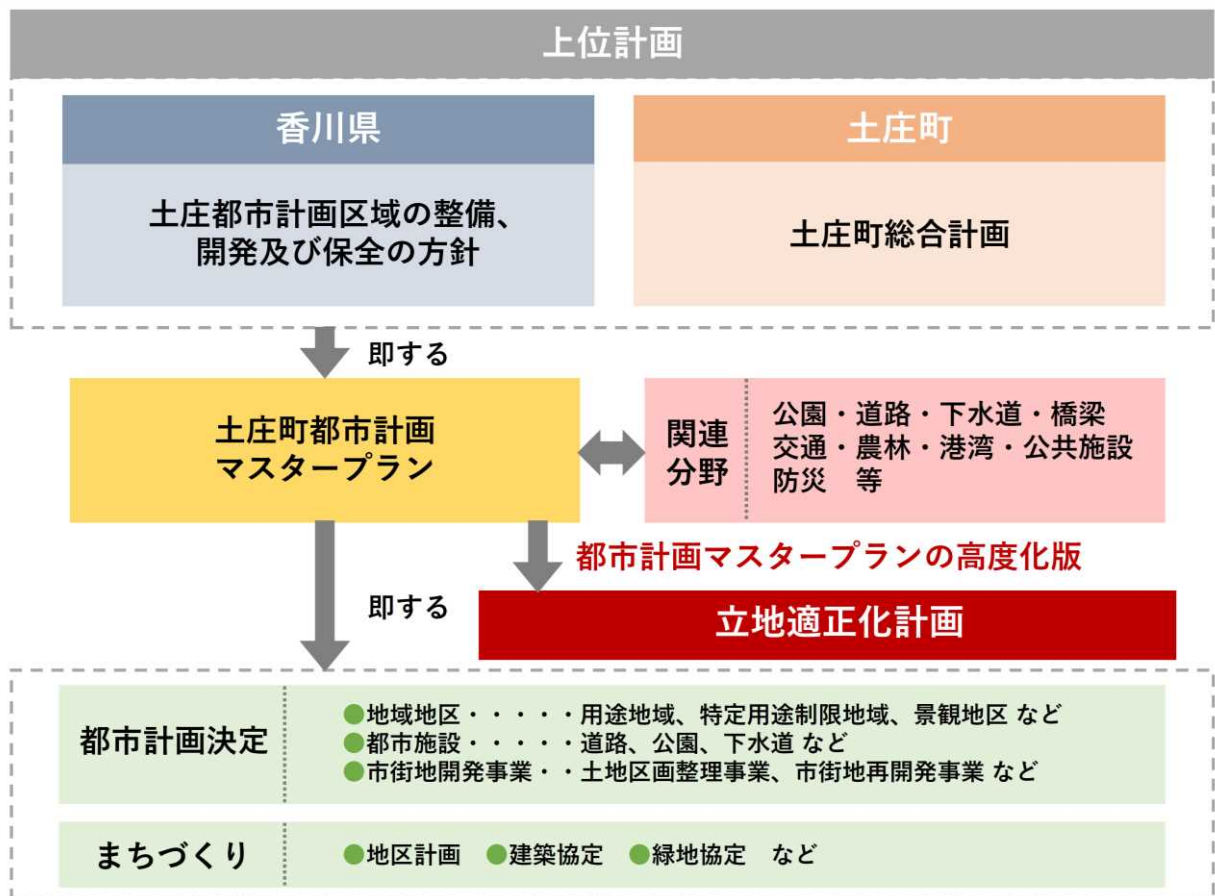 上位計画
香川県
土庄都市計画区域の整備、
開発及び保全の方針
土庄町
土庄町総合計画
即する
土庄町都市計画
マスタープラン
関連
分野
公園・道路・下水道・橋梁
交通・農林・港湾・公共施設
防災　等
都市計画マスタープランの高度化版
即する
立地適正化計画
都市計画決定
●地域地区・・・・・用途地域、特定用途制限地域、景観地区 など
●都市施設・・・・・道路、公園、下水道 など
●市街地開発事業・・土地区画整理事業、市街地再開発事業 など
まちづくり
●地区計画　●建築協定　●緑地協定　など